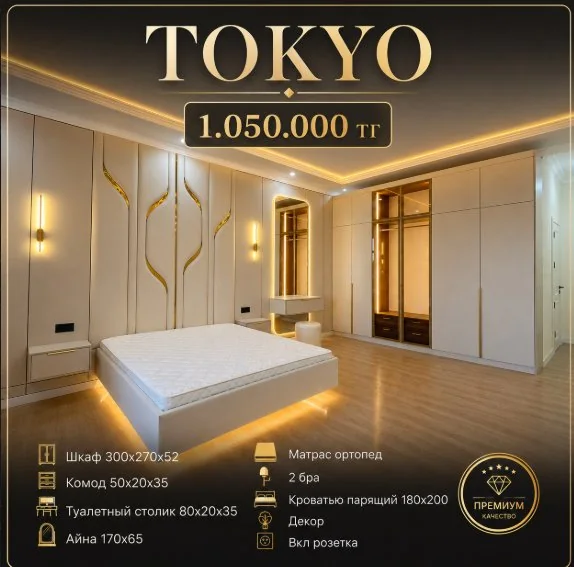 TOKYO
1.050.000 тг
Шкаф 300х270х52
Комод 50х20х35
Туалетный столик 80х20х35
Айна 170х65
Матрас ортопед
2 бра
Кроватью парящий 180х200
Декор
Вкл розетка
ПРЕМИУМ
КАЧЕСТВО